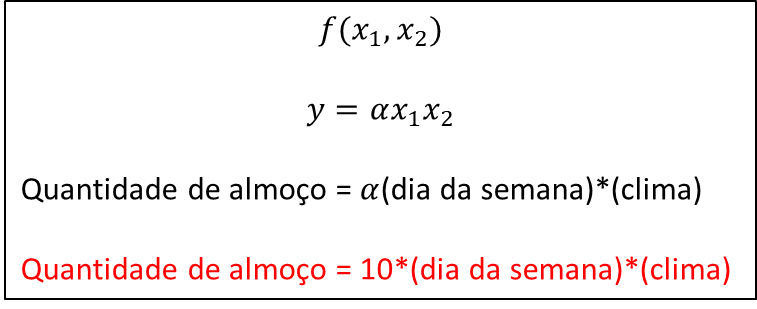 f(x₁, x₂)
y = αx₁x₂
Quantidade de almoço = α(dia da semana)*(clima)
Quantidade de almoço = 10*(dia da semana)*(clima)